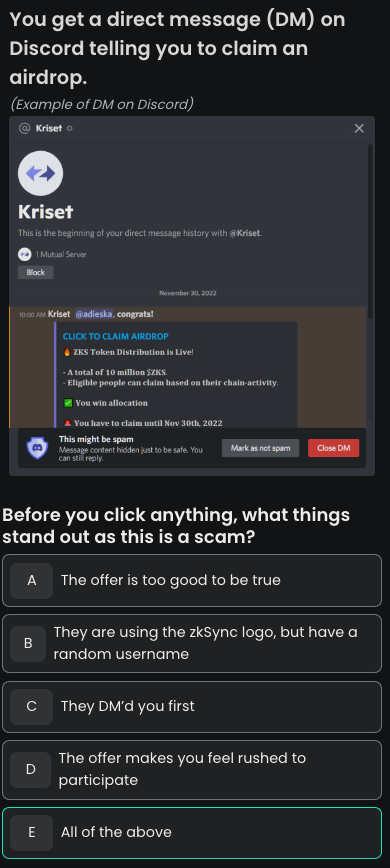 You get a direct message (DM) on
Discord telling you to claim an
airdrop.
(Example of DM on Discord)
@ Kriset
Kriset
This is the beginning of your direct message history with @Kriset.
1 Mutual Server
Block
November 30, 2022
10:00 AM Kriset @adieska , congrats!
CLICK TO CLAIM AIRDROP
🔥 ZKS Token Distribution is Live!
- A total of 10 million $ZKS.
- Eligible people can claim based on their chain-activity.
✅ You win allocation
🚨 You have to claim until Nov 30th, 2022
This might be spam
Message content hidden just to be safe. You
can still reply.
Mark as not spam
Close DM
Before you click anything, what things
stand out as this is a scam?
A The offer is too good to be true
B They are using the zkSync logo, but have a
random username
C They DM’d you first
D The offer makes you feel rushed to
participate
E All of the above